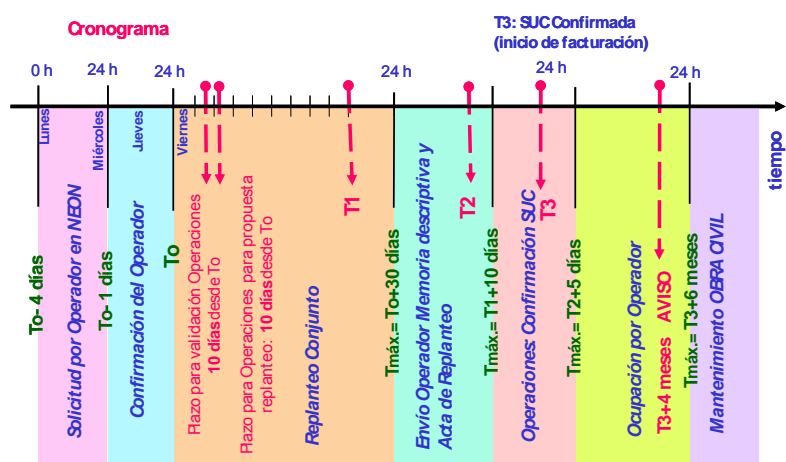 Cronograma
T3: SUC Confirmada
(inicio de facturación)
0 h
24 h
24 h
24 h
24 h
24 h
Lunes
Miércoles
Jueves
Viernes
tiempo
To- 4 días
Solicitud por Operador en NEON
To- 1 días
Confirmación del Operador
To
Plazo para validación Operaciones
10 días desde To
Plazo para Operaciones para propuesta
replanteo: 10 días desde To
Replanteo Conjunto
T1
Tmáx.= To+30 días
Envío Operador Memoria descriptiva y
Acta de Replanteo
T2
Tmáx.= T1+10 días
Operaciones: Confirmación SUC
T3
Tmáx.= T2+5 días
Ocupación por Operador
T3+4 meses AVISO
Tmáx.= T3+6 meses
Mantenimiento OBRA CIVIL